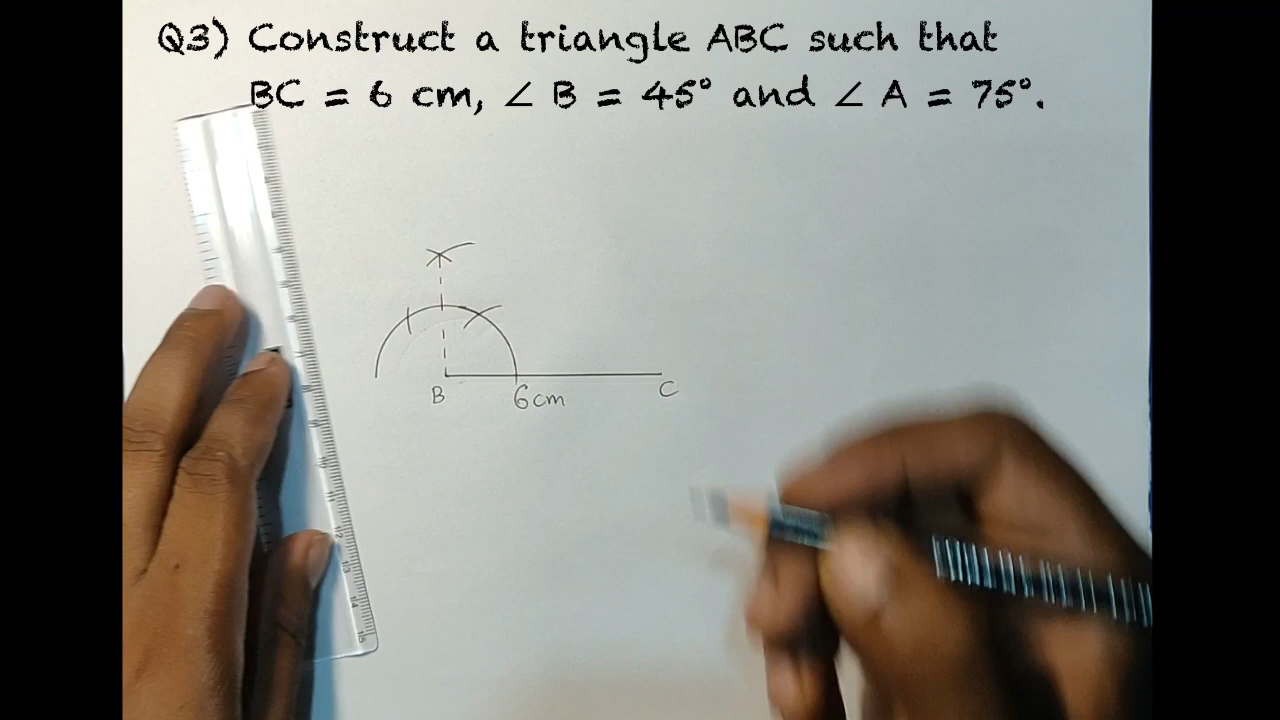 Q3) Construct a triangle ABC such that
BC = 6 cm, ∠ B = 45° and ∠ A = 75°.
B 6cm C